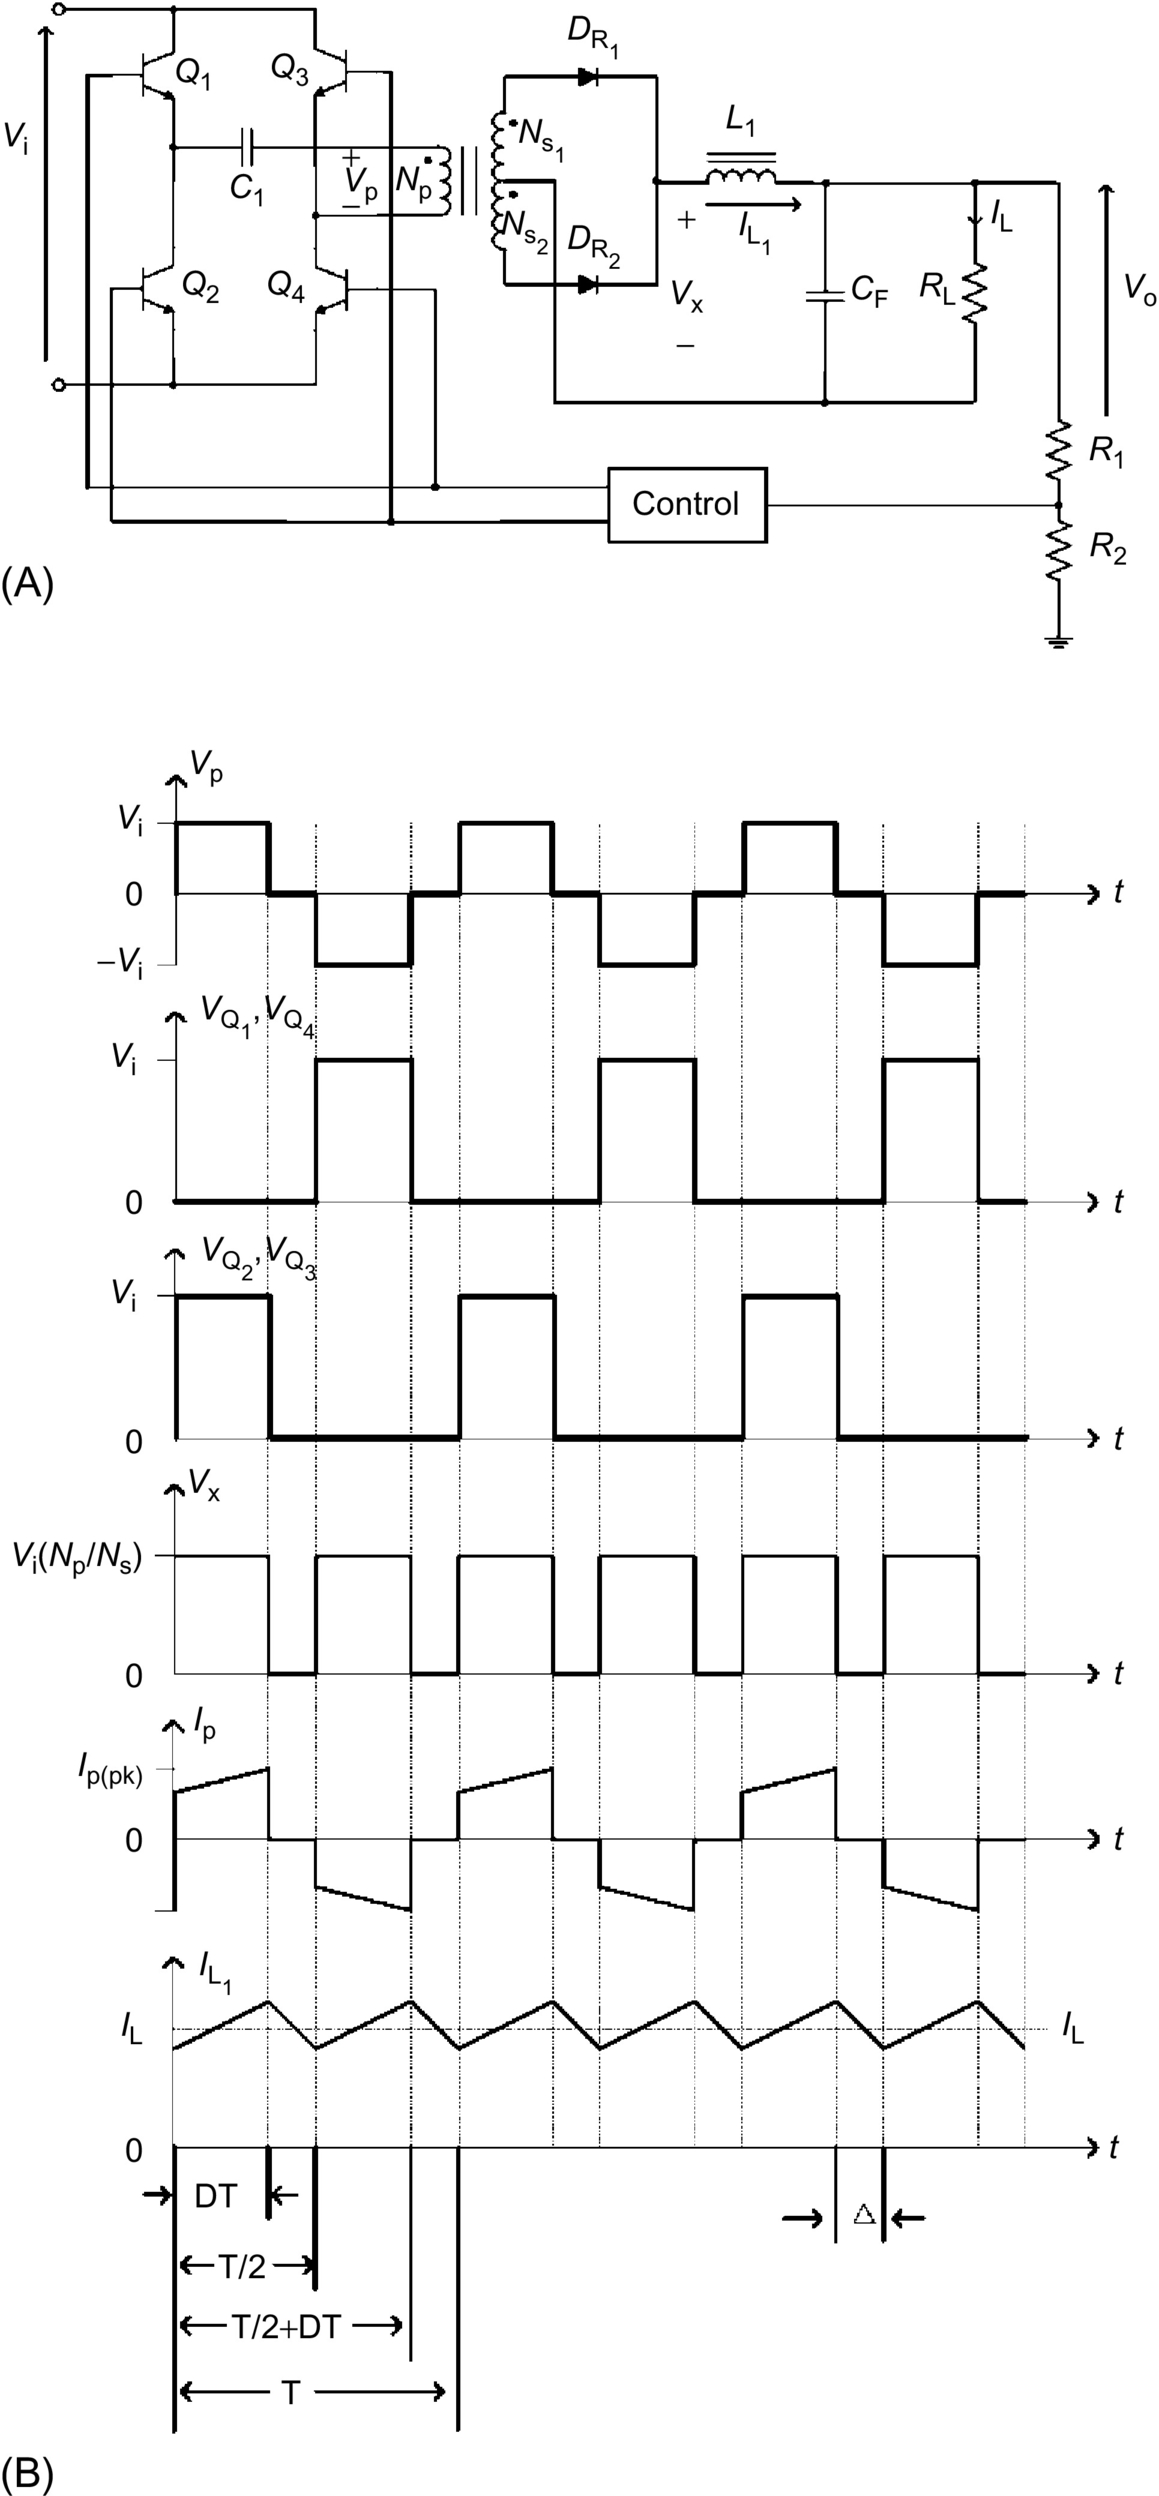 Vi
Q1
Q3
C1
+
Vp
−
Np
Ns1
Ns2
Q2
Q4
DR1
DR2
L1
+
IL1
Vx
−
CF
IL
RL
Vo
R1
R2
Control
(A)
Vp
Vi
0
−Vi
t
VQ1,VQ4
Vi
0
t
VQ2,VQ3
Vi
0
t
Vx
Vi(Np/Ns)
0
t
Ip
Ip(pk)
0
t
IL1
IL
IL
0
t
DT
Δ
T/2
T/2+DT
T
(B)